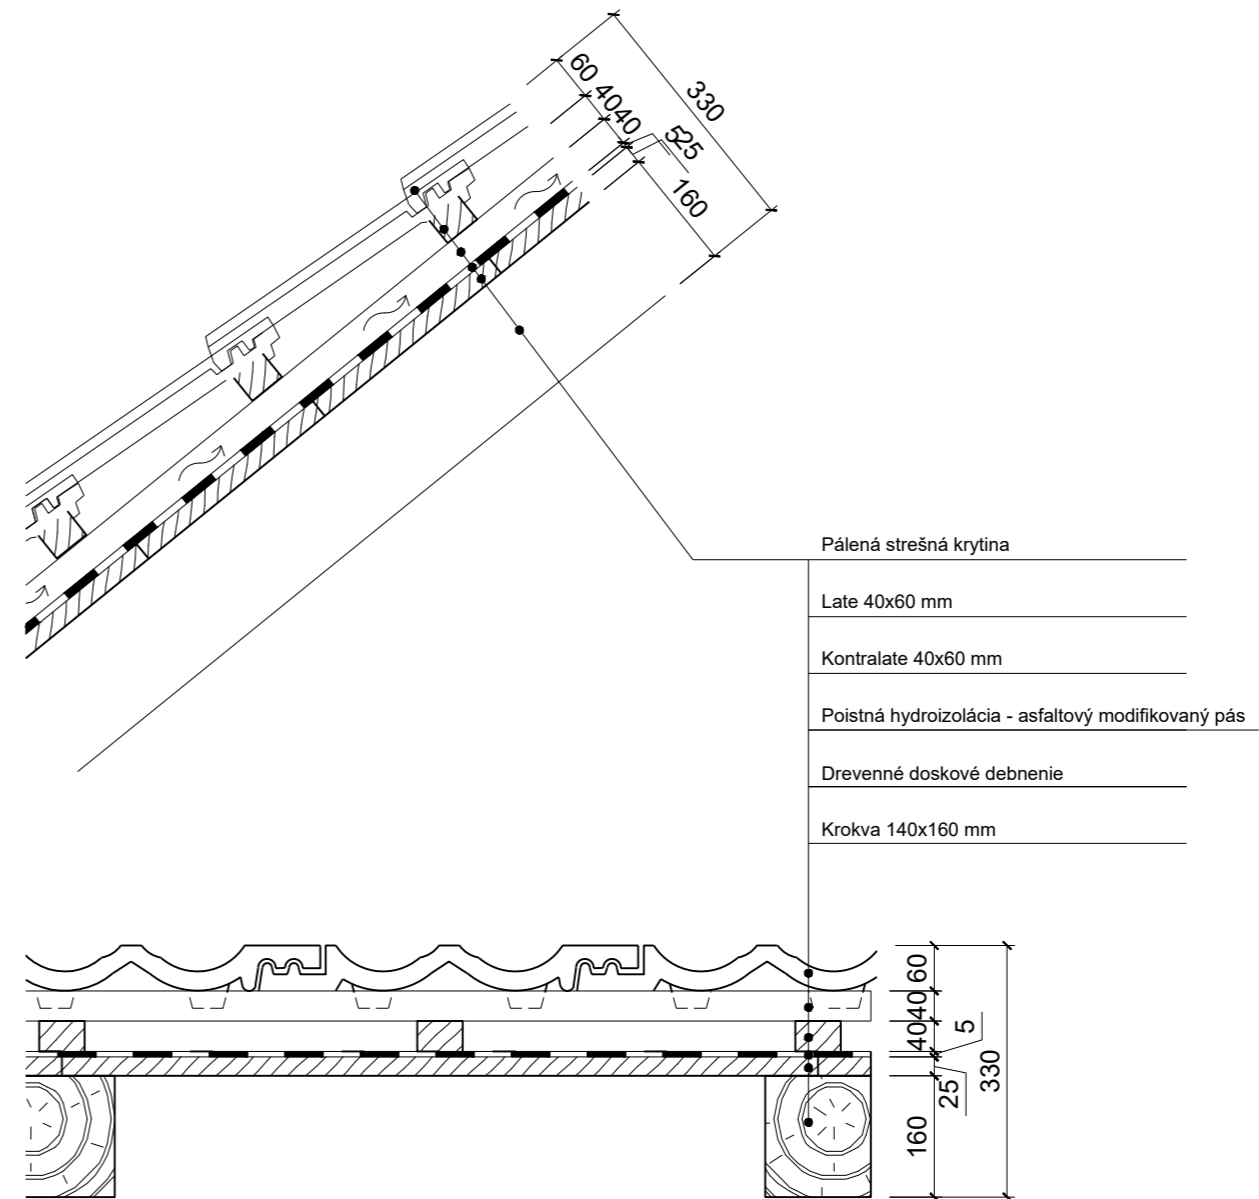 60
40
40
5
25
160
330
Pálená strešná krytina
Late 40x60 mm
Kontralate 40x60 mm
Poistná hydroizolácia - asfaltový modifikovaný pás
Drevenné doskové debnenie
Krokva 140x160 mm
60
40
40
5
25
160
330